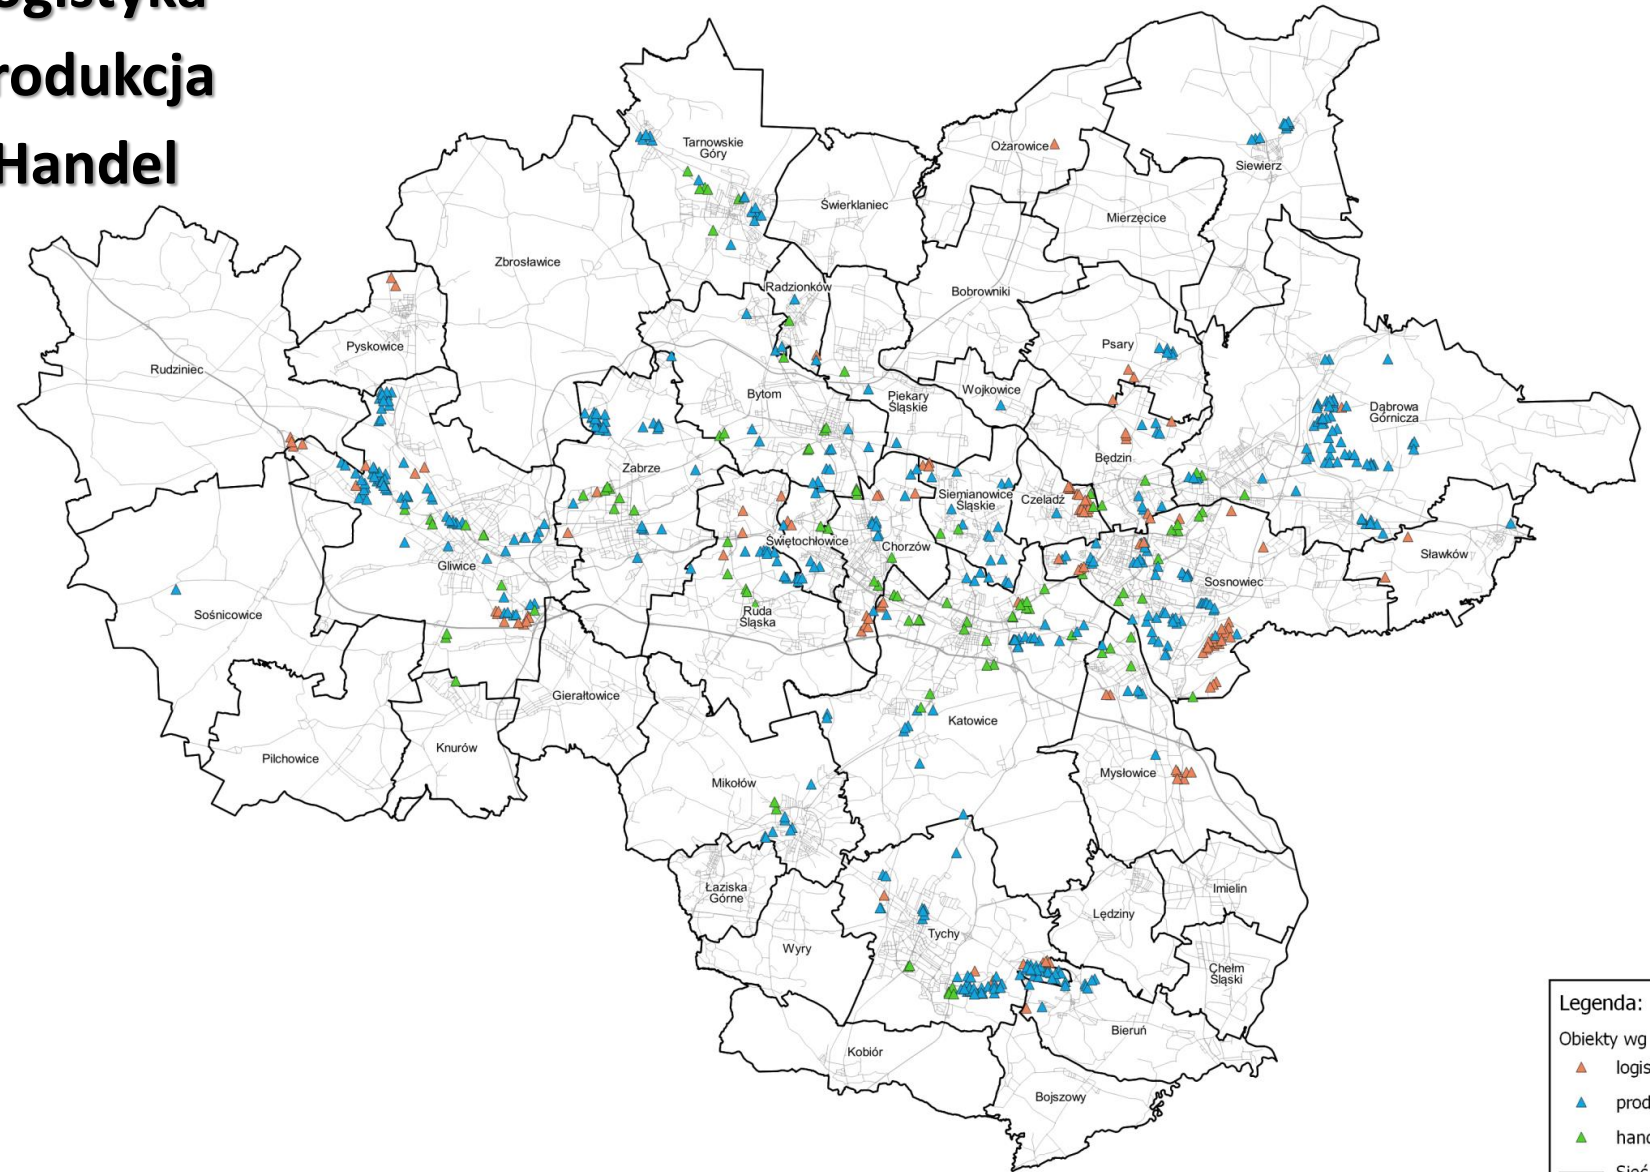 ogistyka
rodukcja
Handel
Tarnowskie
Góry
Ożarowice
Siewierz
Świerklaniec
Mierzęcice
Zbrosławice
Radzionków
Bobrowniki
Pyskowice
Psary
Rudziniec
Bytom
Piekary
Śląskie
Wojkowice
Dąbrowa
Górnicza
Zabrze
Będzin
Siemianowice
Śląskie
Czeladź
Świętochłowice
Chorzów
Sławków
Gliwice
Sosnowiec
Sośnicowice
Ruda
Śląska
Gierałtowice
Katowice
Knurów
Pilchowice
Mysłowice
Mikołów
Łaziska
Górne
Imielin
Lędziny
Tychy
Wyry
Chełm
Śląski
Bieruń
Kobiór
Bojszowy
Legenda:
Obiekty wg
logis
prod
hand